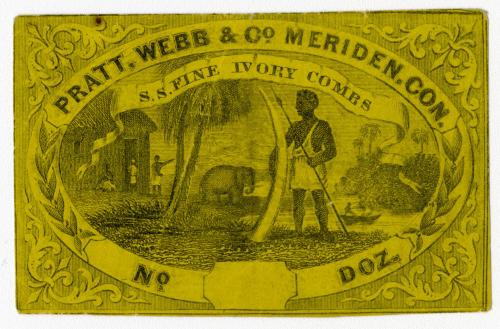 PRATT, WEBB & Co MERIDEN, CON.
S.S. FINE IVORY COMBS
No DOZ.